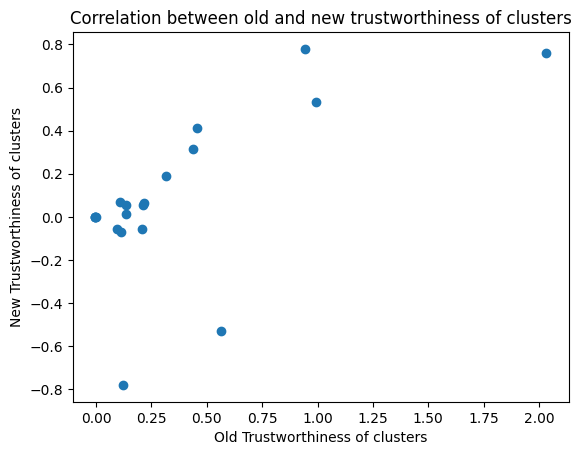 Correlation between old and new trustworthiness of clusters
0.8
0.6
0.4
0.2
0.0
−0.2
−0.4
−0.6
−0.8
New Trustworthiness of clusters
0.00 0.25 0.50 0.75 1.00 1.25 1.50 1.75 2.00
Old Trustworthiness of clusters